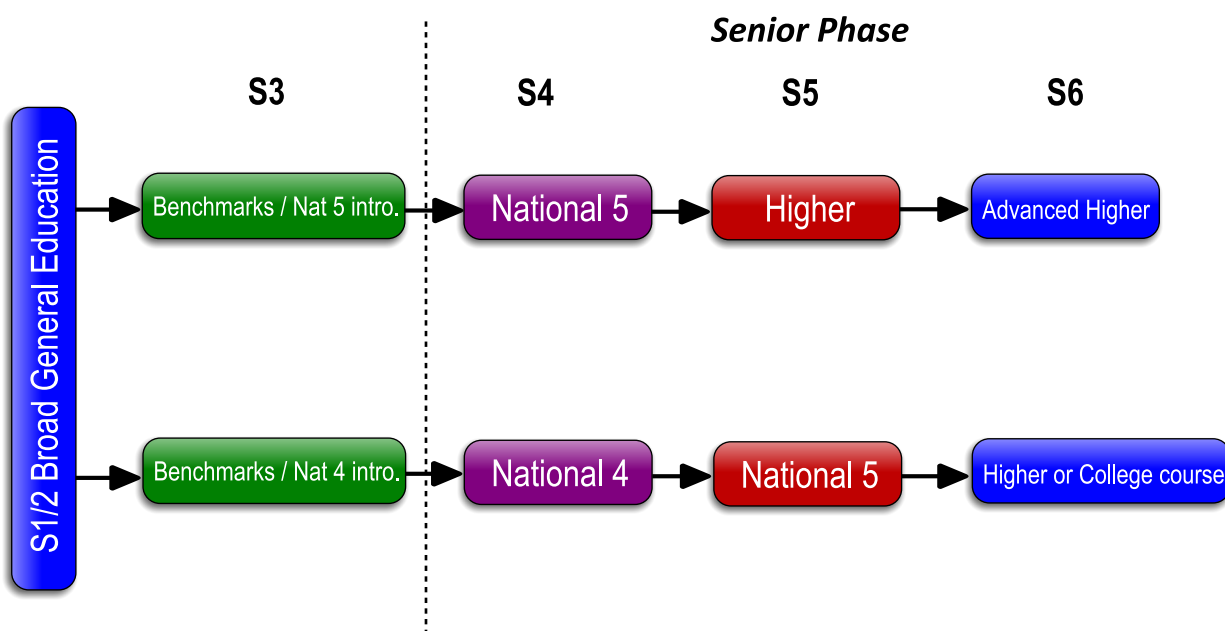 Senior Phase
S3
S4
S5
S6
S1/2 Broad General Education
Benchmarks / Nat 5 intro.
National 5
Higher
Advanced Higher
Benchmarks / Nat 4 intro.
National 4
National 5
Higher or College course